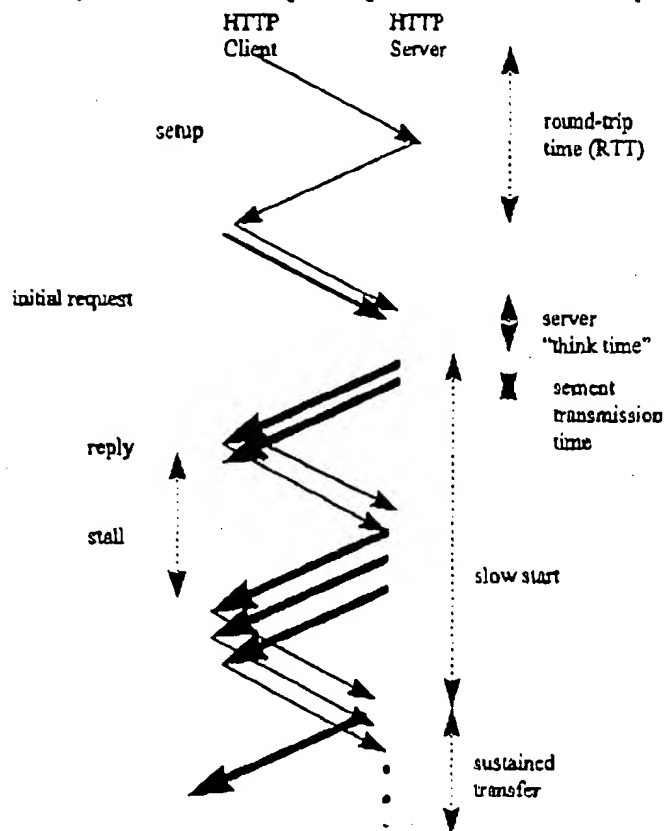 HTTP
Client
HTTP
Server
setup
round-trip
time (RTT)
initial request
server
"think time"
sement
transmission
time
reply
stall
slow start
sustained
transfer